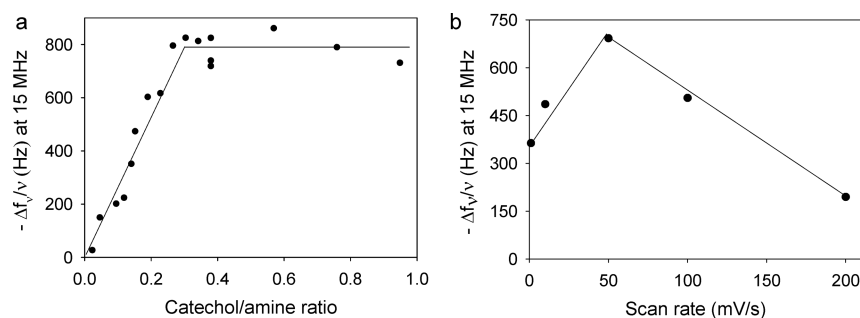 a
- Δfν/ν (Hz) at 15 MHz
800
600
400
200
0
0.0 0.2 0.4 0.6 0.8 1.0
Catechol/amine ratio
b
- Δfν/ν (Hz) at 15 MHz
750
600
450
300
150
0
0 50 100 150 200
Scan rate (mV/s)